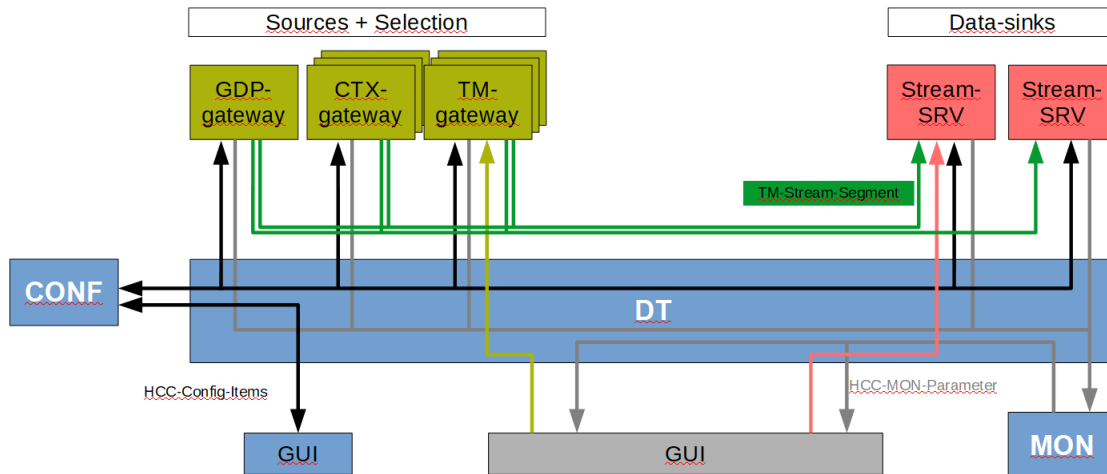 Sources + Selection
Data-sinks
GDP-
gateway
CTX-
gateway
TM-
gateway
Stream-
SRV
Stream-
SRV
TM-Stream-Segment
CONF
DT
HCC-Config-Items
HCC-MON-Parameter
GUI
GUI
MON